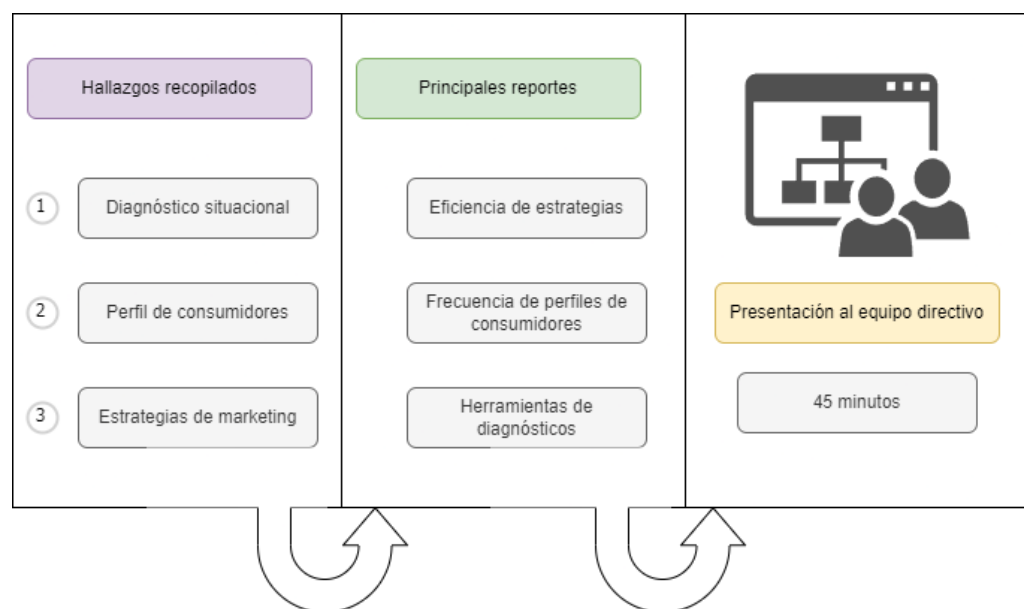 Hallazgos recopilados
1
Diagnóstico situacional
2
Perfil de consumidores
3
Estrategias de marketing
Principales reportes
Eficiencia de estrategias
Frecuencia de perfiles de
consumidores
Herramientas de
diagnósticos
Presentación al equipo directivo
45 minutos